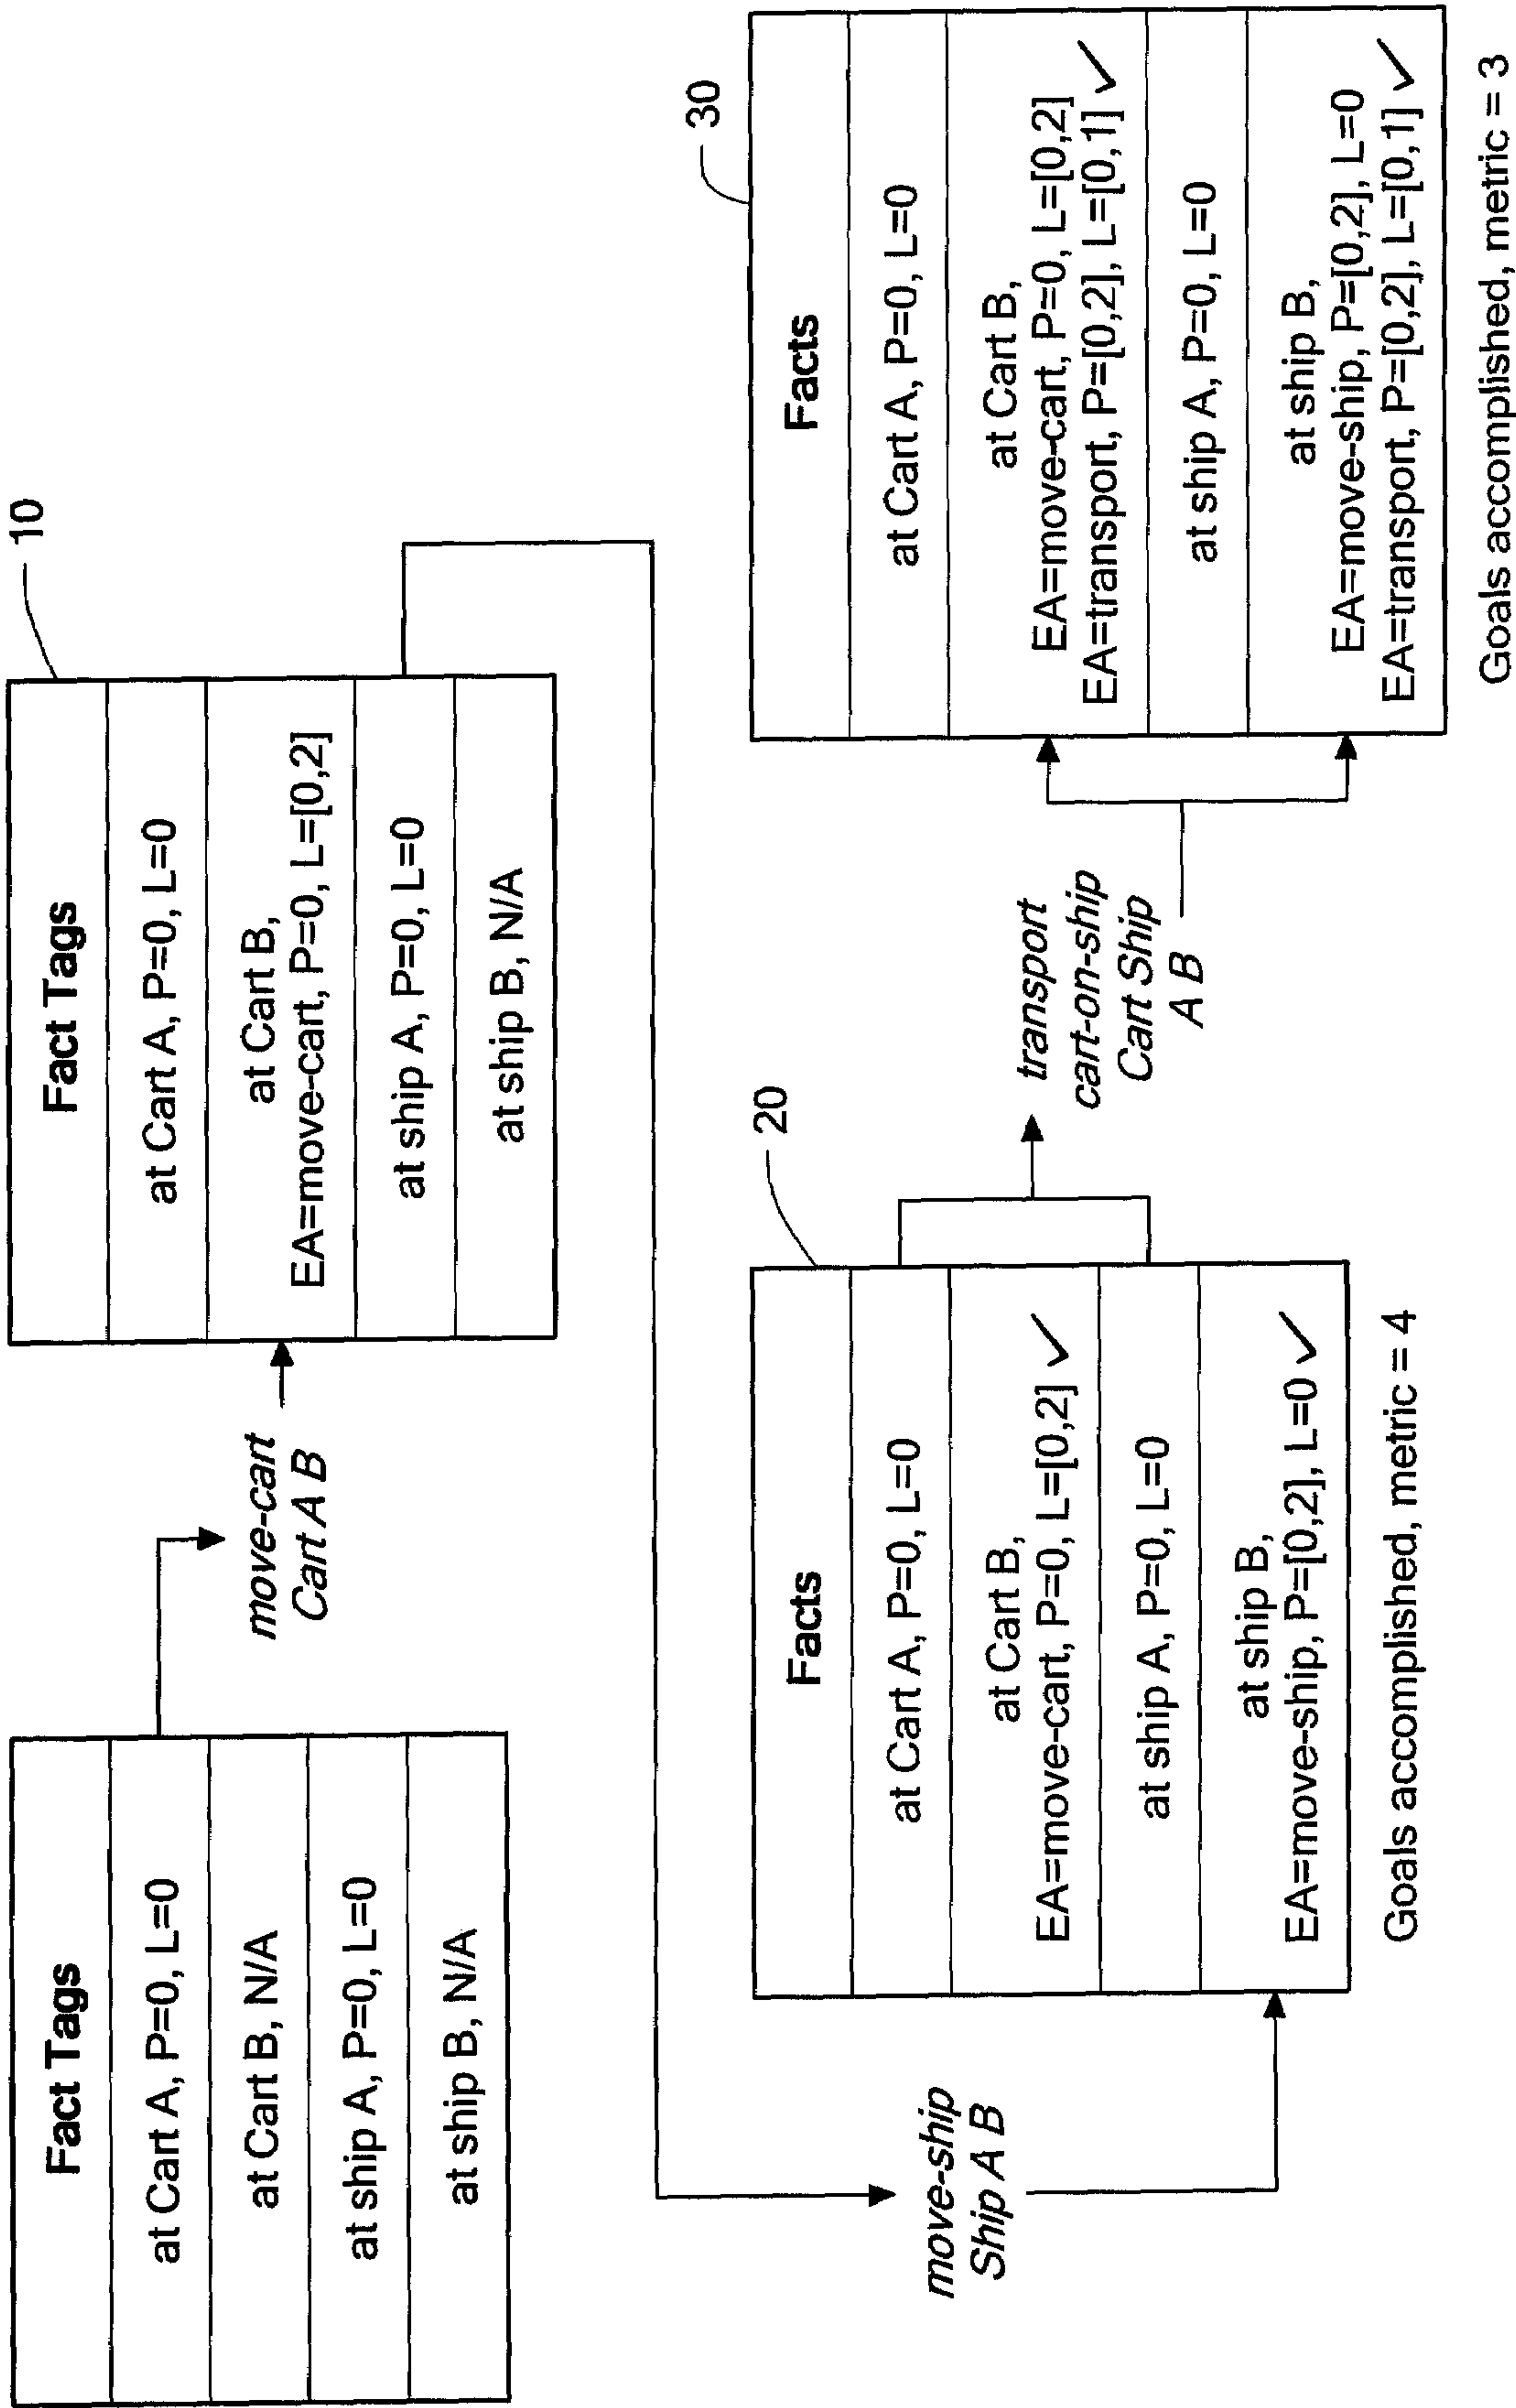 Fact Tags
at Cart A, P=0, L=0
at Cart B, N/A
at ship A, P=0, L=0
at ship B, N/A
move-cart
Cart A B
10
Fact Tags
at Cart A, P=0, L=0
at Cart B,
EA=move-cart, P=0, L=[0,2]
at ship A, P=0, L=0
at ship B, N/A
move-ship
Ship A B
20
Facts
at Cart A, P=0, L=0
at Cart B,
EA=move-cart, P=0, L=[0,2] ✓
at ship A, P=0, L=0
at ship B,
EA=move-ship, P=[0,2], L=0 ✓
Goals accomplished, metric = 4
transport
cart-on-ship
Cart Ship
A B
30
Facts
at Cart A, P=0, L=0
at Cart B,
EA=move-cart, P=0, L=[0,2]
EA=transport, P=[0,2], L=[0,1] ✓
at ship A, P=0, L=0
at ship B,
EA=move-ship, P=[0,2], L=0
EA=transport, P=[0,2], L=[0,1] ✓
Goals accomplished, metric = 3